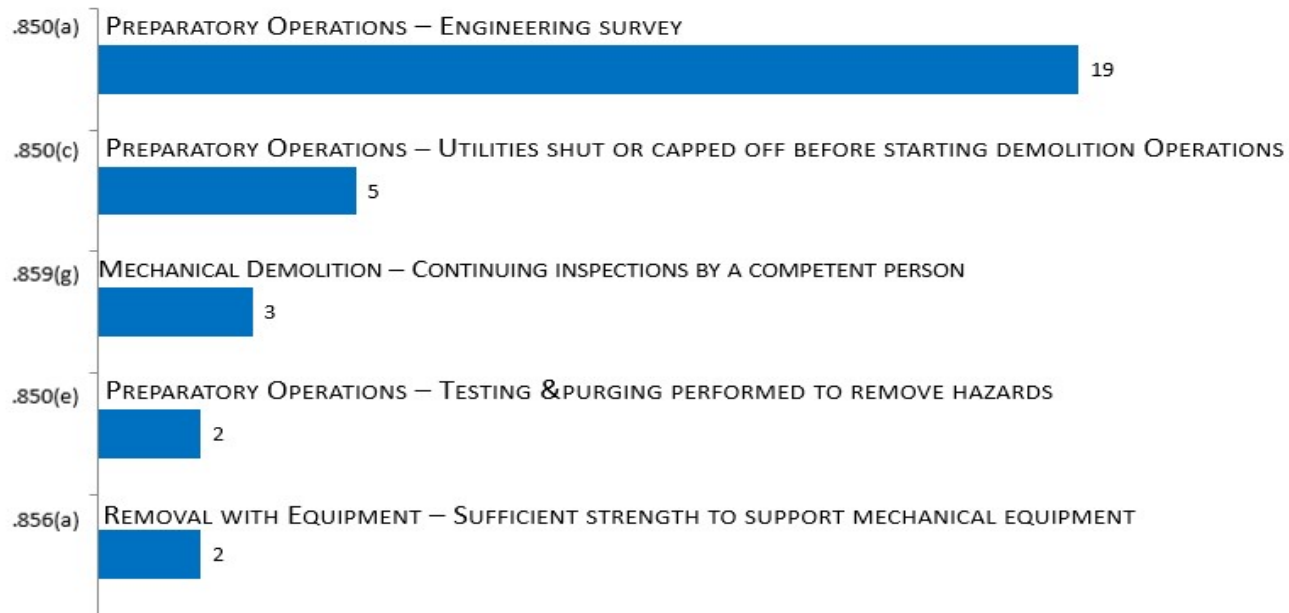 .850(a) Preparatory Operations – Engineering survey
19
.850(c) Preparatory Operations – Utilities shut or capped off before starting demolition Operations
5
.859(g) Mechanical Demolition – Continuing inspections by a competent person
3
.850(e) Preparatory Operations – Testing &purging performed to remove hazards
2
.856(a) Removal with Equipment – Sufficient strength to support mechanical equipment
2